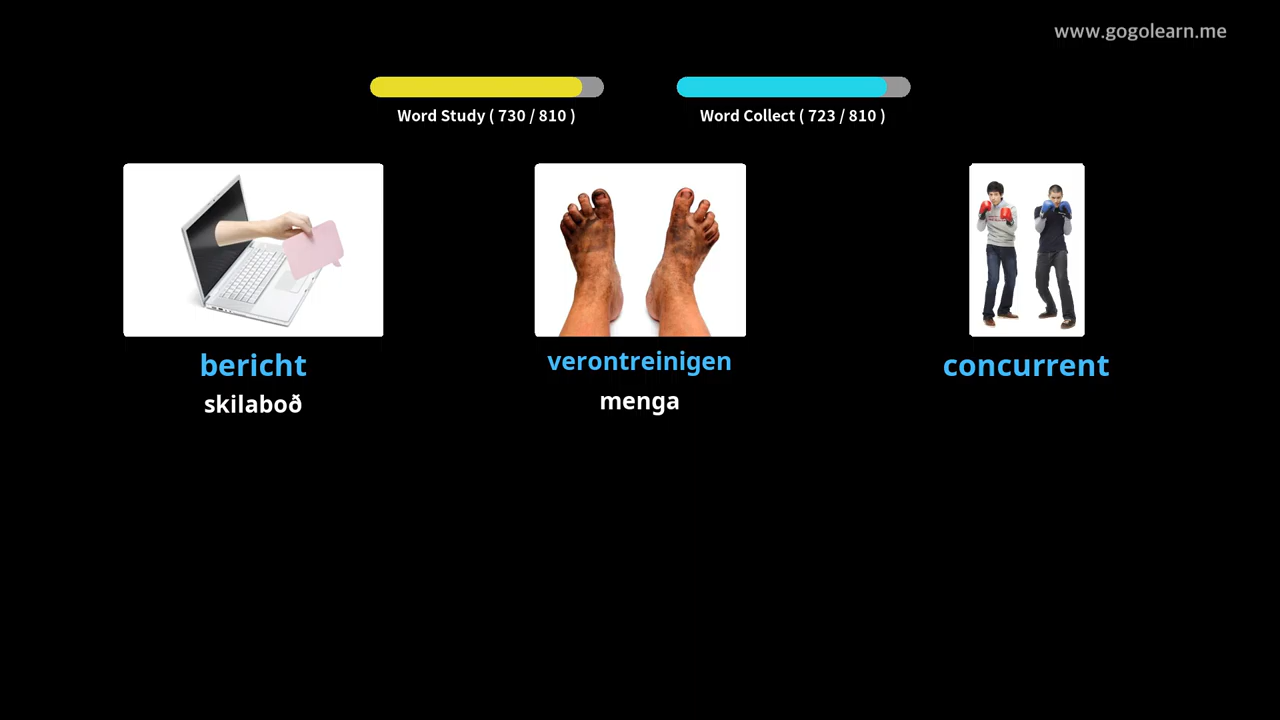 www.gogolearn.me
Word Study ( 730 / 810 )
Word Collect ( 723 / 810 )
bericht
verontreinigen
concurrent
skilaboð
menga